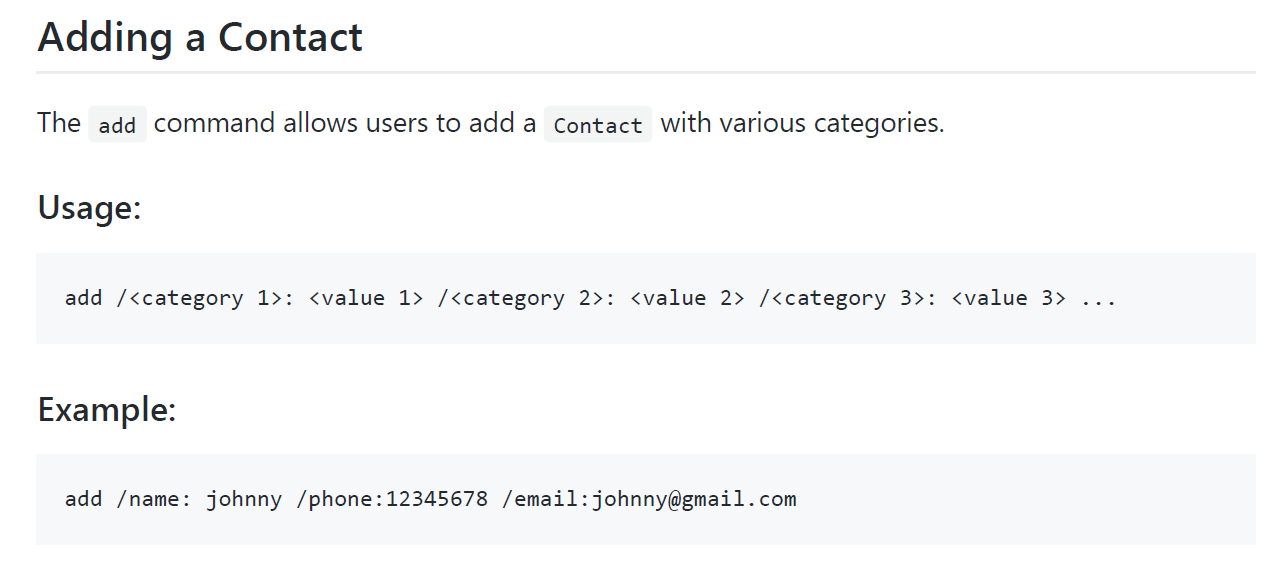 Adding a Contact
The add command allows users to add a Contact with various categories.
Usage:
add /<category 1>: <value 1> /<category 2>: <value 2> /<category 3>: <value 3> ...
Example:
add /name: johnny /phone:12345678 /email:johnny@gmail.com